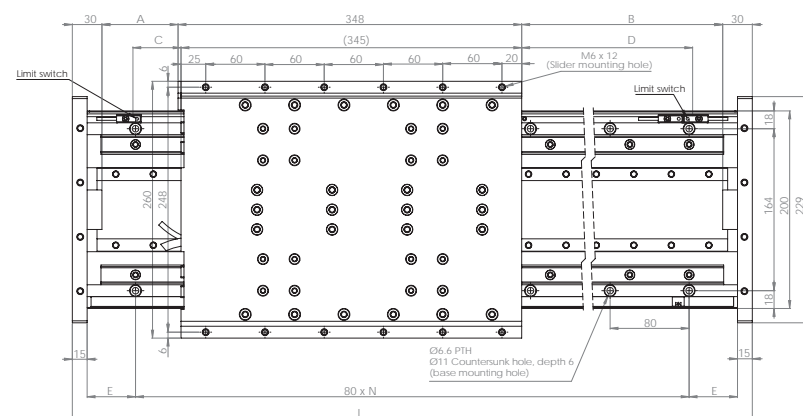 30
A
348
B
30
C
(345)
D
25
60
60
60
60
60
20
6
M6 x 12
(Slider mounting hole)
Limit switch
Limit switch
18
260
248
164
200
229
18
6
15
80
15
Ø6.6 PTH
Ø11 Countersunk hole, depth 6
(base mounting hole)
E
80 x N
E